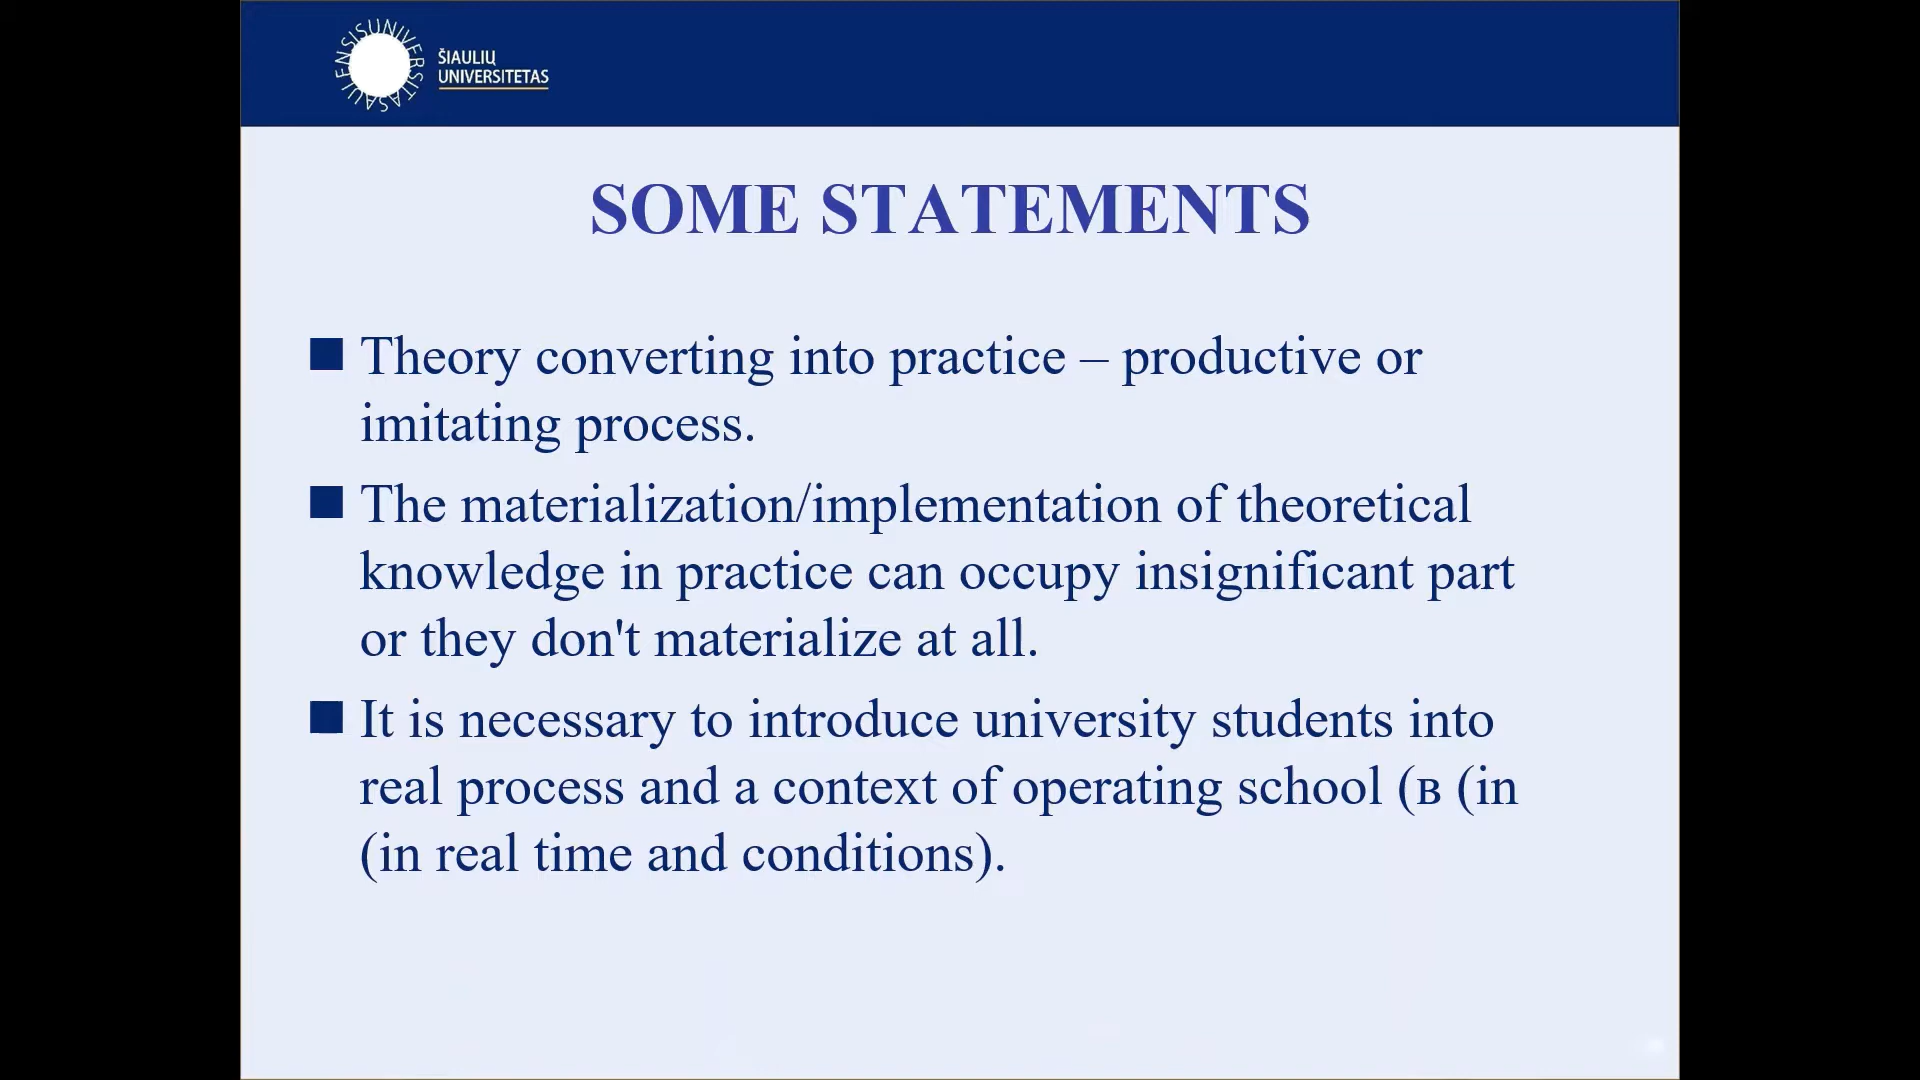 SAULENSIS UNIVERSITAS
ŠIAULIŲ
UNIVERSITETAS
SOME STATEMENTS
Theory converting into practice – productive or
imitating process.
The materialization/implementation of theoretical
knowledge in practice can occupy insignificant part
or they don't materialize at all.
It is necessary to introduce university students into
real process and a context of operating school (в (in
(in real time and conditions).